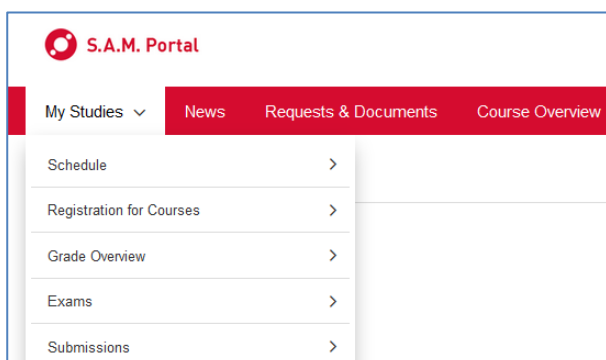 S.A.M. Portal
My Studies News Requests & Documents Course Overview
Schedule
Registration for Courses
Grade Overview
Exams
Submissions